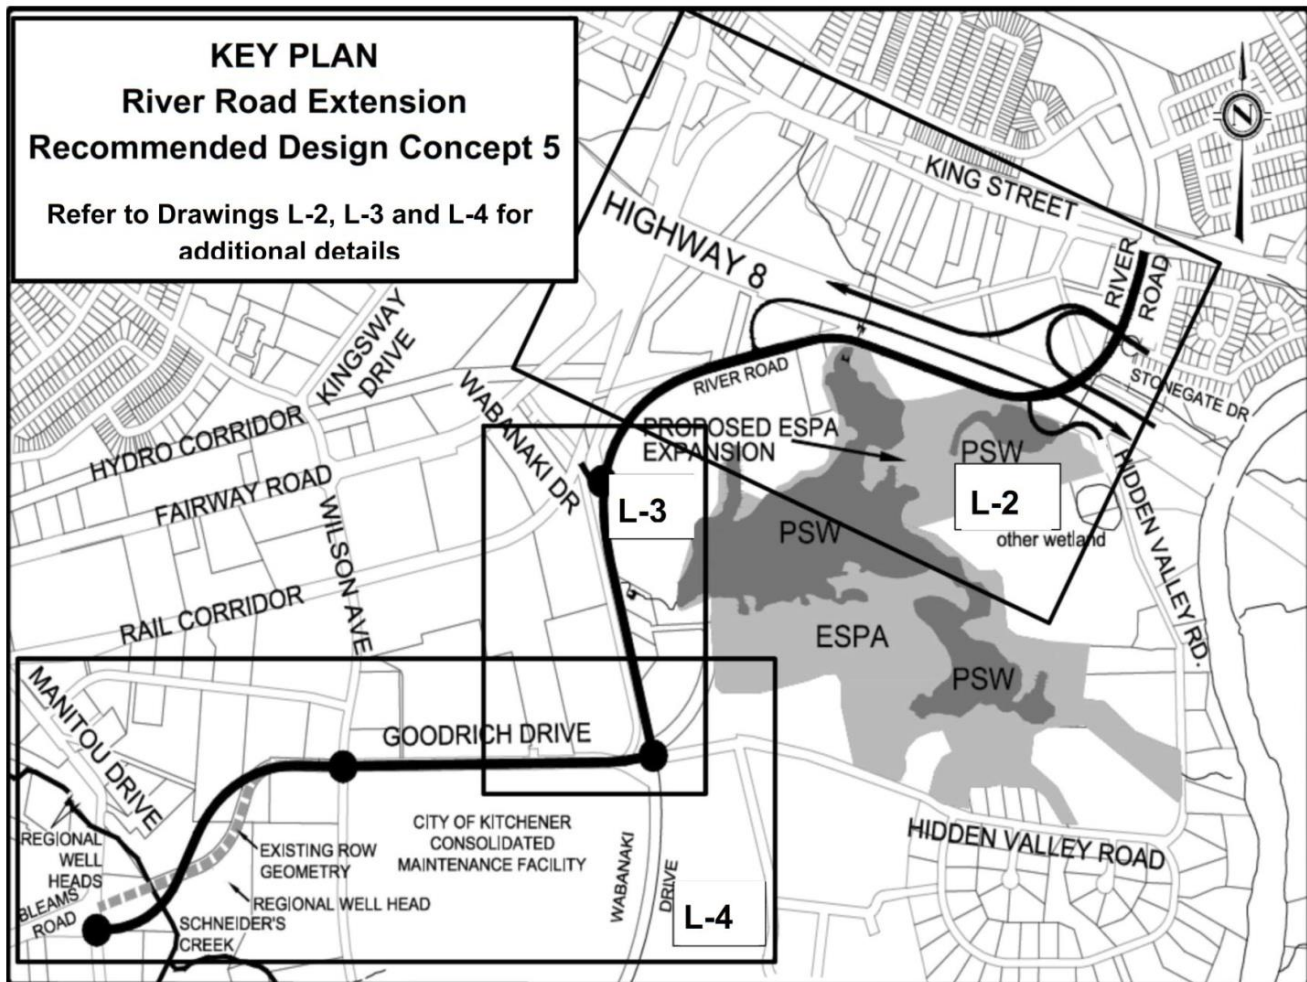 KEY PLAN
River Road Extension
Recommended Design Concept 5
Refer to Drawings L-2, L-3 and L-4 for
additional details
N
KING STREET
HIGHWAY 8
RIVER
ROAD
KINGSWAY
DRIVE
WABANAKI DR
RIVER ROAD
STONEGATE DR
HYDRO CORRIDOR
PROPOSED ESPA
EXPANSION
PSW
FAIRWAY ROAD
L-3
L-2
WILSON AVE
PSW
other wetland
HIDDEN VALLEY RD.
RAIL CORRIDOR
ESPA
PSW
MANITOU DRIVE
GOODRICH DRIVE
REGIONAL
WELL
HEADS
EXISTING ROW
GEOMETRY
CITY OF KITCHENER
CONSOLIDATED
MAINTENANCE FACILITY
HIDDEN VALLEY ROAD
REGIONAL WELL HEAD
BLEAMS
ROAD
SCHNEIDER'S
CREEK
WABANAKI
DRIVE
L-4